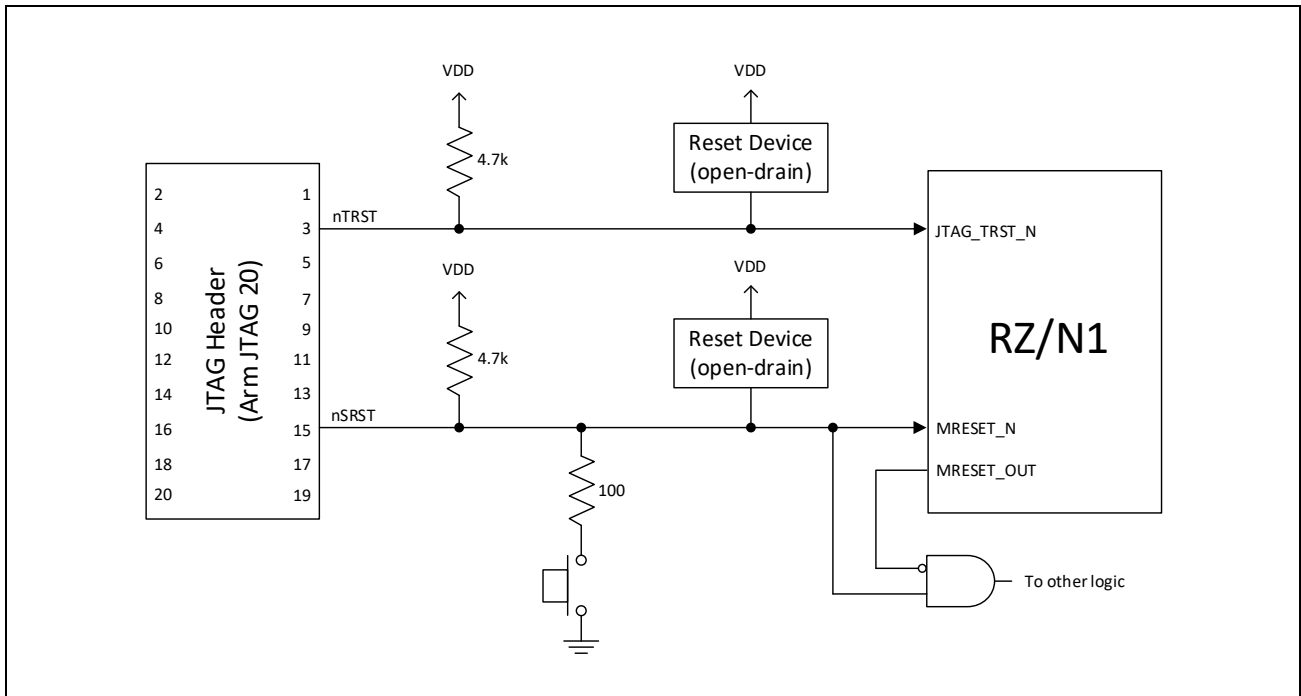 VDD
VDD
4.7k
Reset Device
(open-drain)
JTAG Header
(Arm JTAG 20)
2 1
4 3
6 5
8 7
10 9
12 11
14 13
16 15
18 17
20 19
nTRST
JTAG_TRST_N
VDD
VDD
4.7k
Reset Device
(open-drain)
RZ/N1
nSRST
MRESET_N
MRESET_OUT
100
To other logic